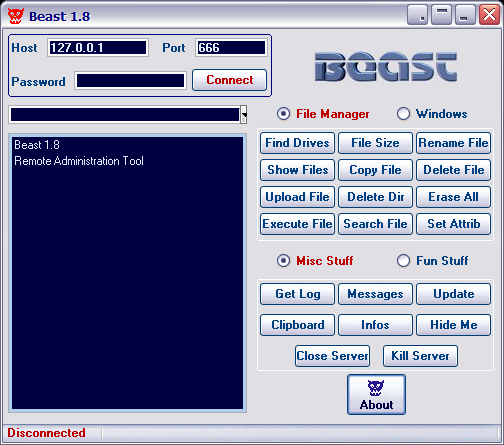 Beast 1.8
Host 127.0.0.1 Port 666
Password Connect
BEAST
File Manager Windows
Beast 1.8
Remote Administration Tool
Find Drives File Size Rename File
Show Files Copy File Delete File
Upload File Delete Dir Erase All
Execute File Search File Set Attrib
Misc Stuff Fun Stuff
Get Log Messages Update
Clipboard Infos Hide Me
Close Server Kill Server
About
Disconnected